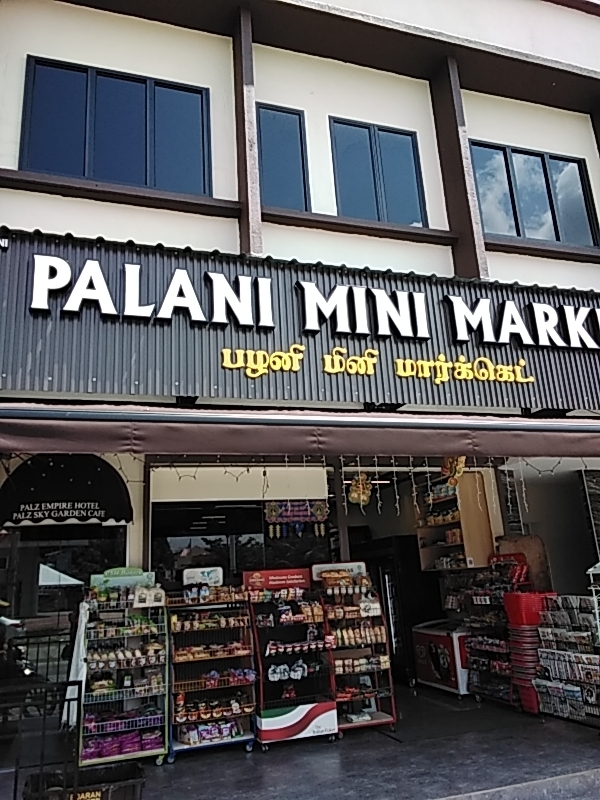 PALANI MINI MARK
பழனி மினி மார்க்கெட்
PALZ EMPIRE HOTEL
PALZ SKY GARDEN CAFE